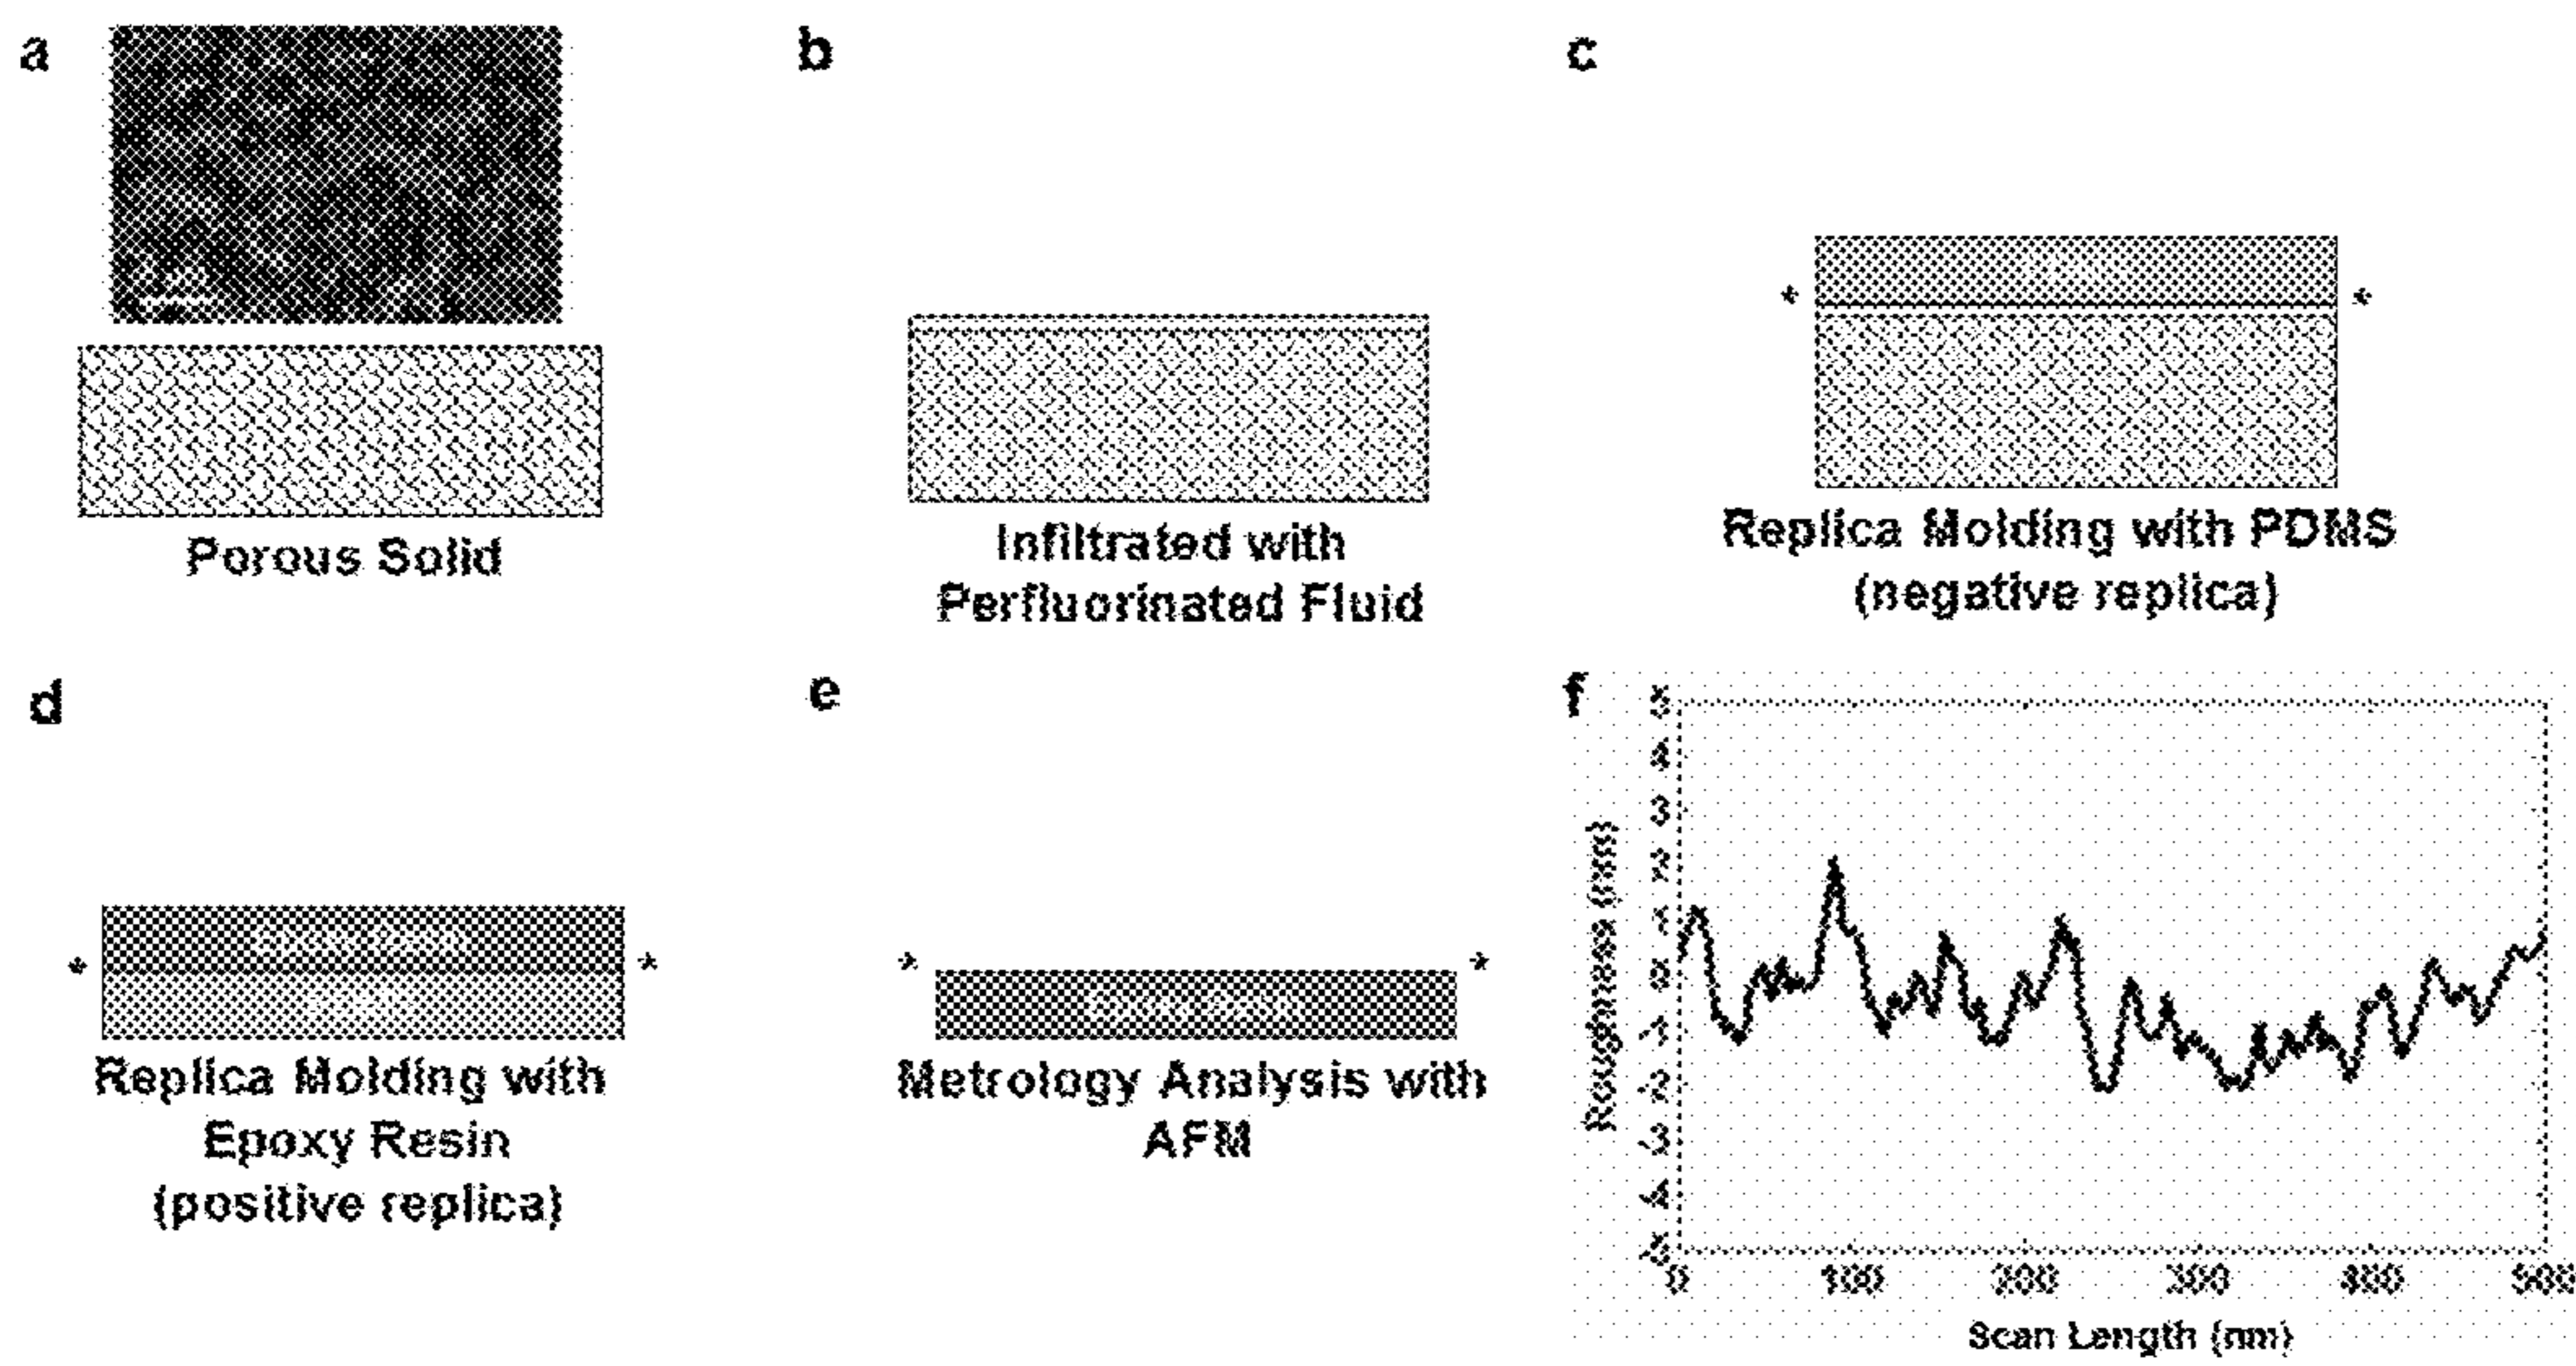 a
b
c
Porous Solid
Infiltrated with
Perfluorinated Fluid
Replica Molding with PDMS
(negative replica)
d
e
f
Epoxy Resin
Replica Molding with
Epoxy Resin
(positive replica)
Metrology Analysis with
AFM
Roughness (nm)
5
4
3
2
1
0
-1
-2
-3
-4
-5
0 100 200 300 400 500
Scan Length (nm)